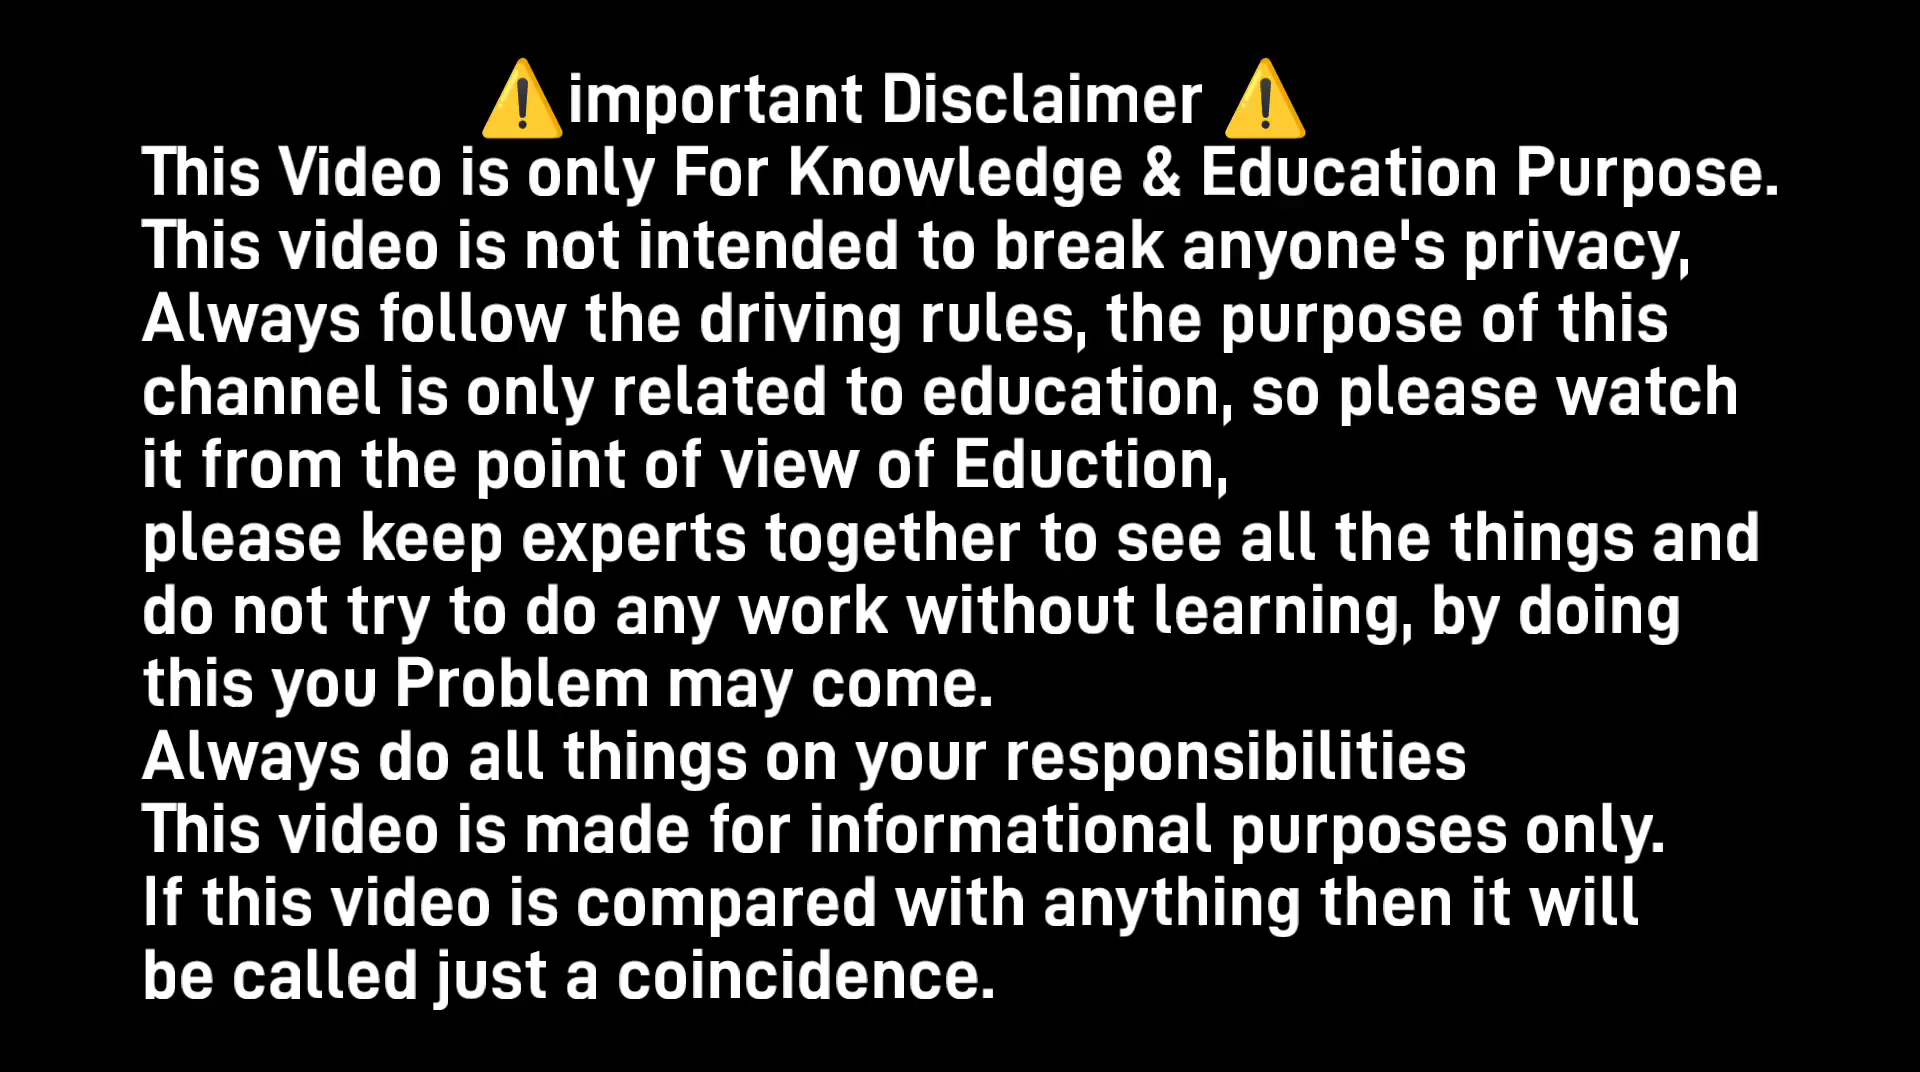 ⚠️important Disclaimer ⚠️
This Video is only For Knowledge & Education Purpose.
This video is not intended to break anyone's privacy,
Always follow the driving rules, the purpose of this
channel is only related to education, so please watch
it from the point of view of Eduction,
please keep experts together to see all the things and
do not try to do any work without learning, by doing
this you Problem may come.
Always do all things on your responsibilities
This video is made for informational purposes only.
If this video is compared with anything then it will
be called just a coincidence.